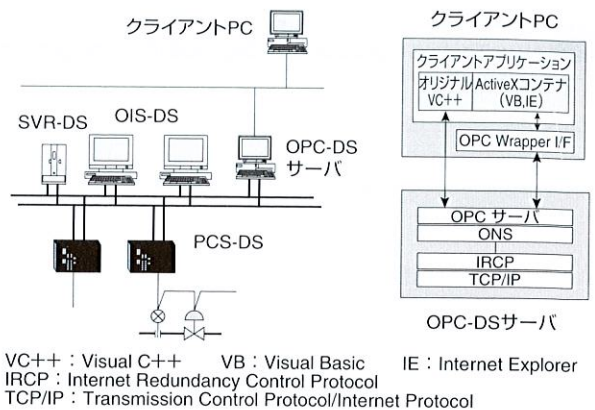 クライアントPC
SVR-DS
OIS-DS
OPC-DS
サーバ
PCS-DS
クライアントPC
クライアントアプリケーション
オリジナル
VC++
ActiveXコンテナ
(VB,IE)
OPC Wrapper I/F
OPC サーバ
ONS
IRCP
TCP/IP
OPC-DSサーバ
VC++：Visual C++ VB：Visual Basic IE：Internet Explorer
IRCP：Internet Redundancy Control Protocol
TCP/IP：Transmission Control Protocol/Internet Protocol